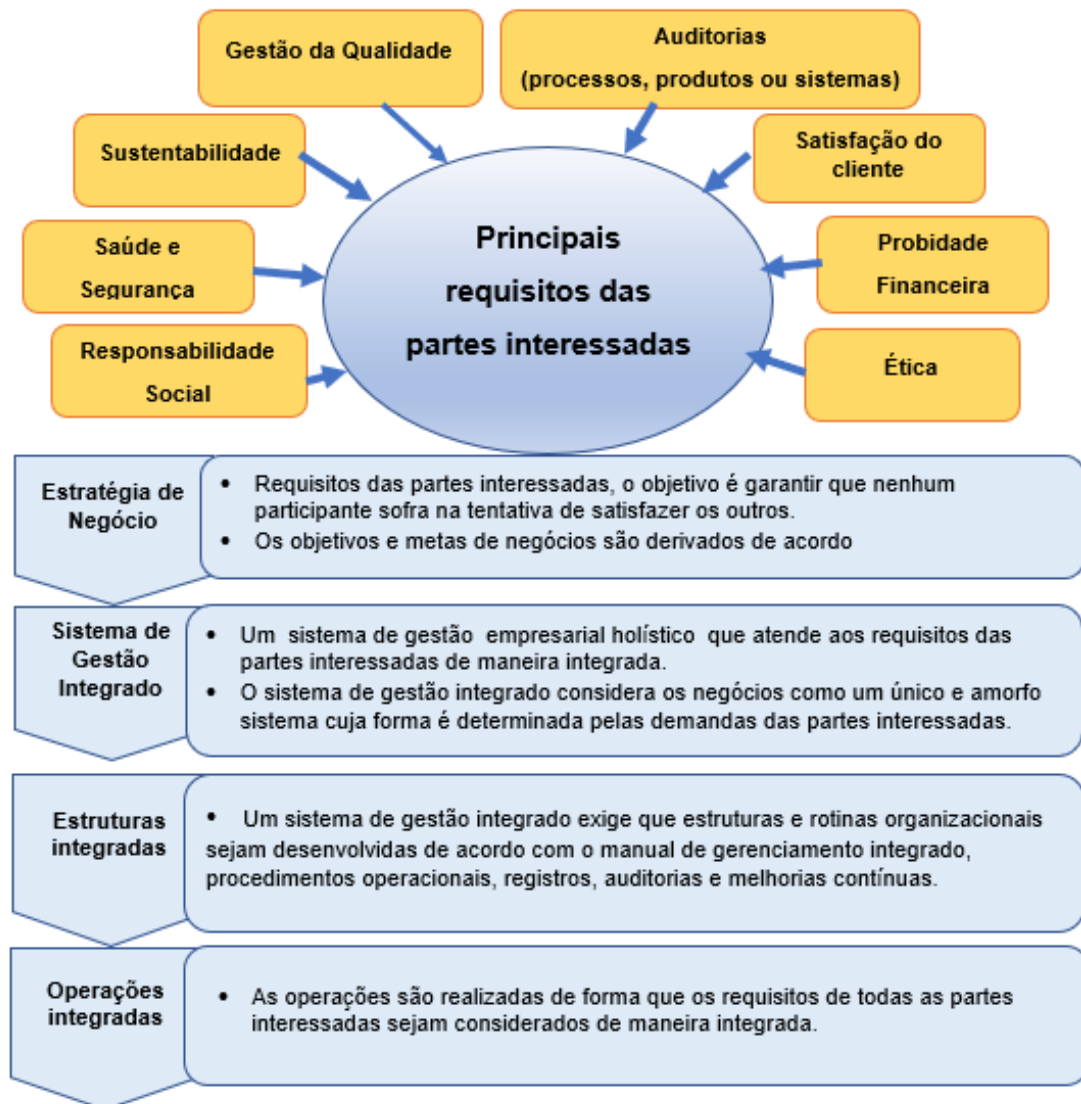 Gestão da Qualidade
Auditorias
(processos, produtos ou sistemas)
Sustentabilidade
Satisfação do
cliente
Saúde e
Segurança
Principais
requisitos das
partes interessadas
Probidade
Financeira
Responsabilidade
Social
Ética
Estratégia de
Negócio
• Requisitos das partes interessadas, o objetivo é garantir que nenhum
participante sofra na tentativa de satisfazer os outros.
• Os objetivos e metas de negócios são derivados de acordo
Sistema de
Gestão
Integrado
• Um sistema de gestão empresarial holístico que atende aos requisitos das
partes interessadas de maneira integrada.
• O sistema de gestão integrado considera os negócios como um único e amorfo
sistema cuja forma é determinada pelas demandas das partes interessadas.
Estruturas
integradas
• Um sistema de gestão integrado exige que estruturas e rotinas organizacionais
sejam desenvolvidas de acordo com o manual de gerenciamento integrado,
procedimentos operacionais, registros, auditorias e melhorias contínuas.
Operações
integradas
• As operações são realizadas de forma que os requisitos de todas as partes
interessadas sejam considerados de maneira integrada.